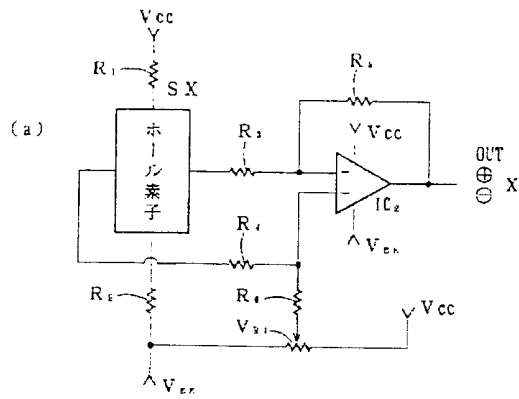 VCC
R₁
SX
(a)
ホール素子
R₃
R₅
VCC
OUT
⊕
⊖
X
IC₂
VEE
R₄
R₂
R₆
VR1
VCC
VEE